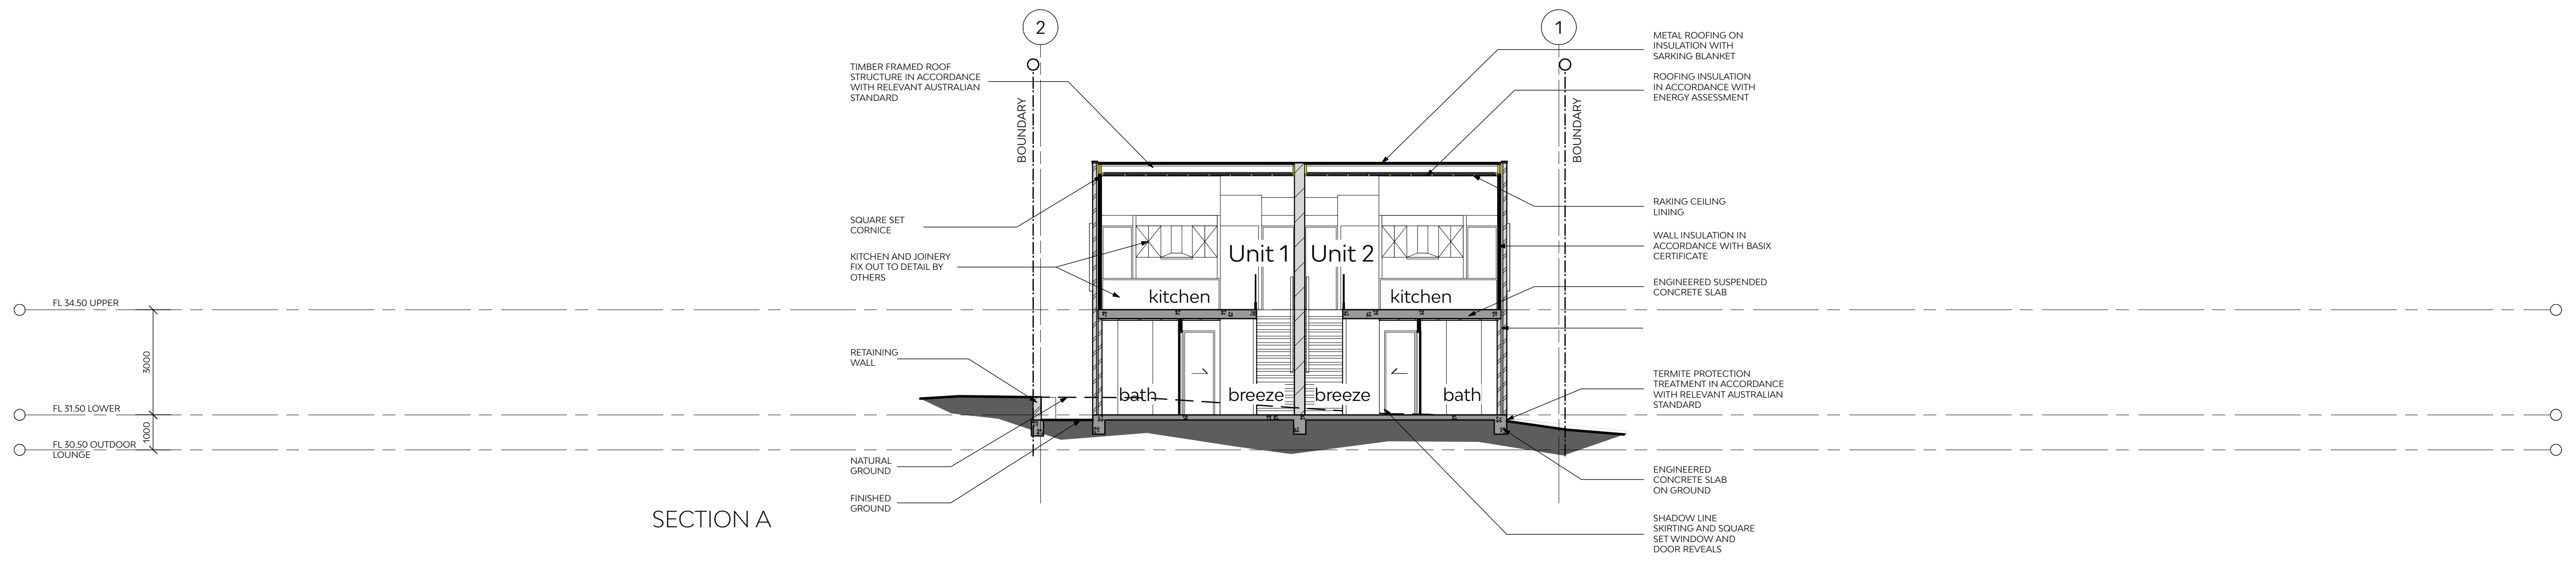 2
1
TIMBER FRAMED ROOF
STRUCTURE IN ACCORDANCE
WITH RELEVANT AUSTRALIAN
STANDARD
BOUNDARY
BOUNDARY
METAL ROOFING ON
INSULATION WITH
SARKING BLANKET
ROOFING INSULATION
IN ACCORDANCE WITH
ENERGY ASSESSMENT
SQUARE SET
CORNICE
KITCHEN AND JOINERY
FIX OUT TO DETAIL BY
OTHERS
Unit 1
Unit 2
kitchen
kitchen
RAKING CEILING
LINING
WALL INSULATION IN
ACCORDANCE WITH BASIX
CERTIFICATE
ENGINEERED SUSPENDED
CONCRETE SLAB
FL 34.50 UPPER
3000
FL 31.50 LOWER
1000
FL 30.50 OUTDOOR
LOUNGE
RETAINING
WALL
bath
breeze
breeze
bath
TERMITE PROTECTION
TREATMENT IN ACCORDANCE
WITH RELEVANT AUSTRALIAN
STANDARD
NATURAL
GROUND
FINISHED
GROUND
ENGINEERED
CONCRETE SLAB
ON GROUND
SHADOW LINE
SKIRTING AND SQUARE
SET WINDOW AND
DOOR REVEALS
SECTION A